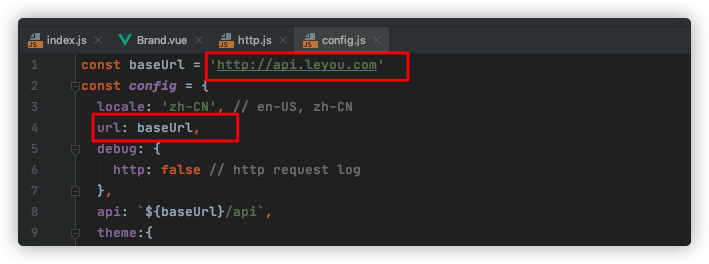 index.js Brand.vue http.js config.js
1 const baseUrl = 'http://api.leyou.com'
2 const config = {
3 locale: 'zh-CN', // en-US, zh-CN
4 url: baseUrl,
5 debug: {
6 http: false // http request log
7 },
8 api: `${baseUrl}/api`,
9 theme:{